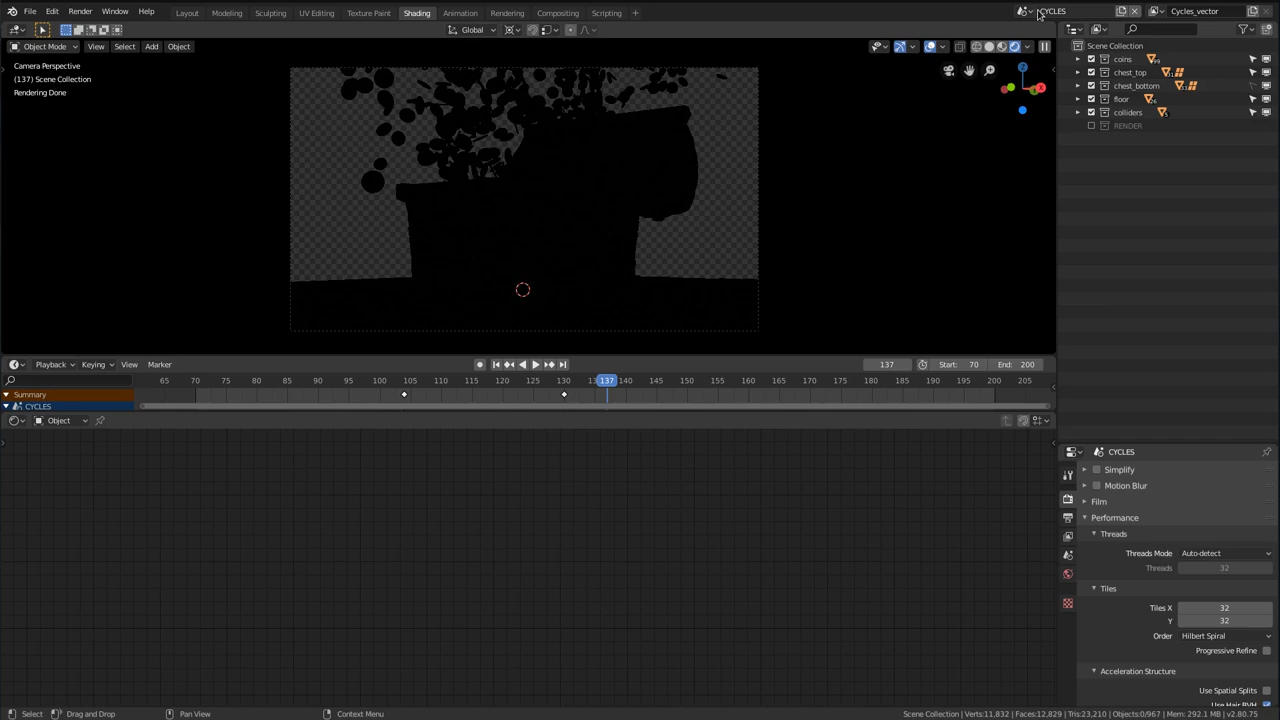 File Edit Render Window Help Layout Modeling Sculpting UV Editing Texture Paint Shading Animation Rendering Compositing Scripting CYCLES Cycles_vector
Global
Object Mode View Select Add Object
Camera Perspective
(137) Scene Collection
Rendering Done
Z
Scene Collection
coins
chest_top
chest_bottom
floor
colliders
RENDER
Playback Keying View Marker 137 Start: 70 End: 200
65 70 75 80 85 90 95 100 105 110 115 120 125 130 137 140 145 150 155 160 165 170 175 180 185 190 195 200 205
Summary
CYCLES
Object
CYCLES
Simplify
Motion Blur
Film
Performance
Threads
Threads Mode Auto-detect
Threads 32
Tiles
Tiles X 32
Y 32
Order Hilbert Spiral
Progressive Refine
Acceleration Structure
Use Spatial Splits
Select Drag and Drop Pan View Context Menu Scene Collection | Verts:11,832 | Faces:12,829 | Tris:23,210 | Objects:0/967 | Mem: 292.1 MB | v2.80.75